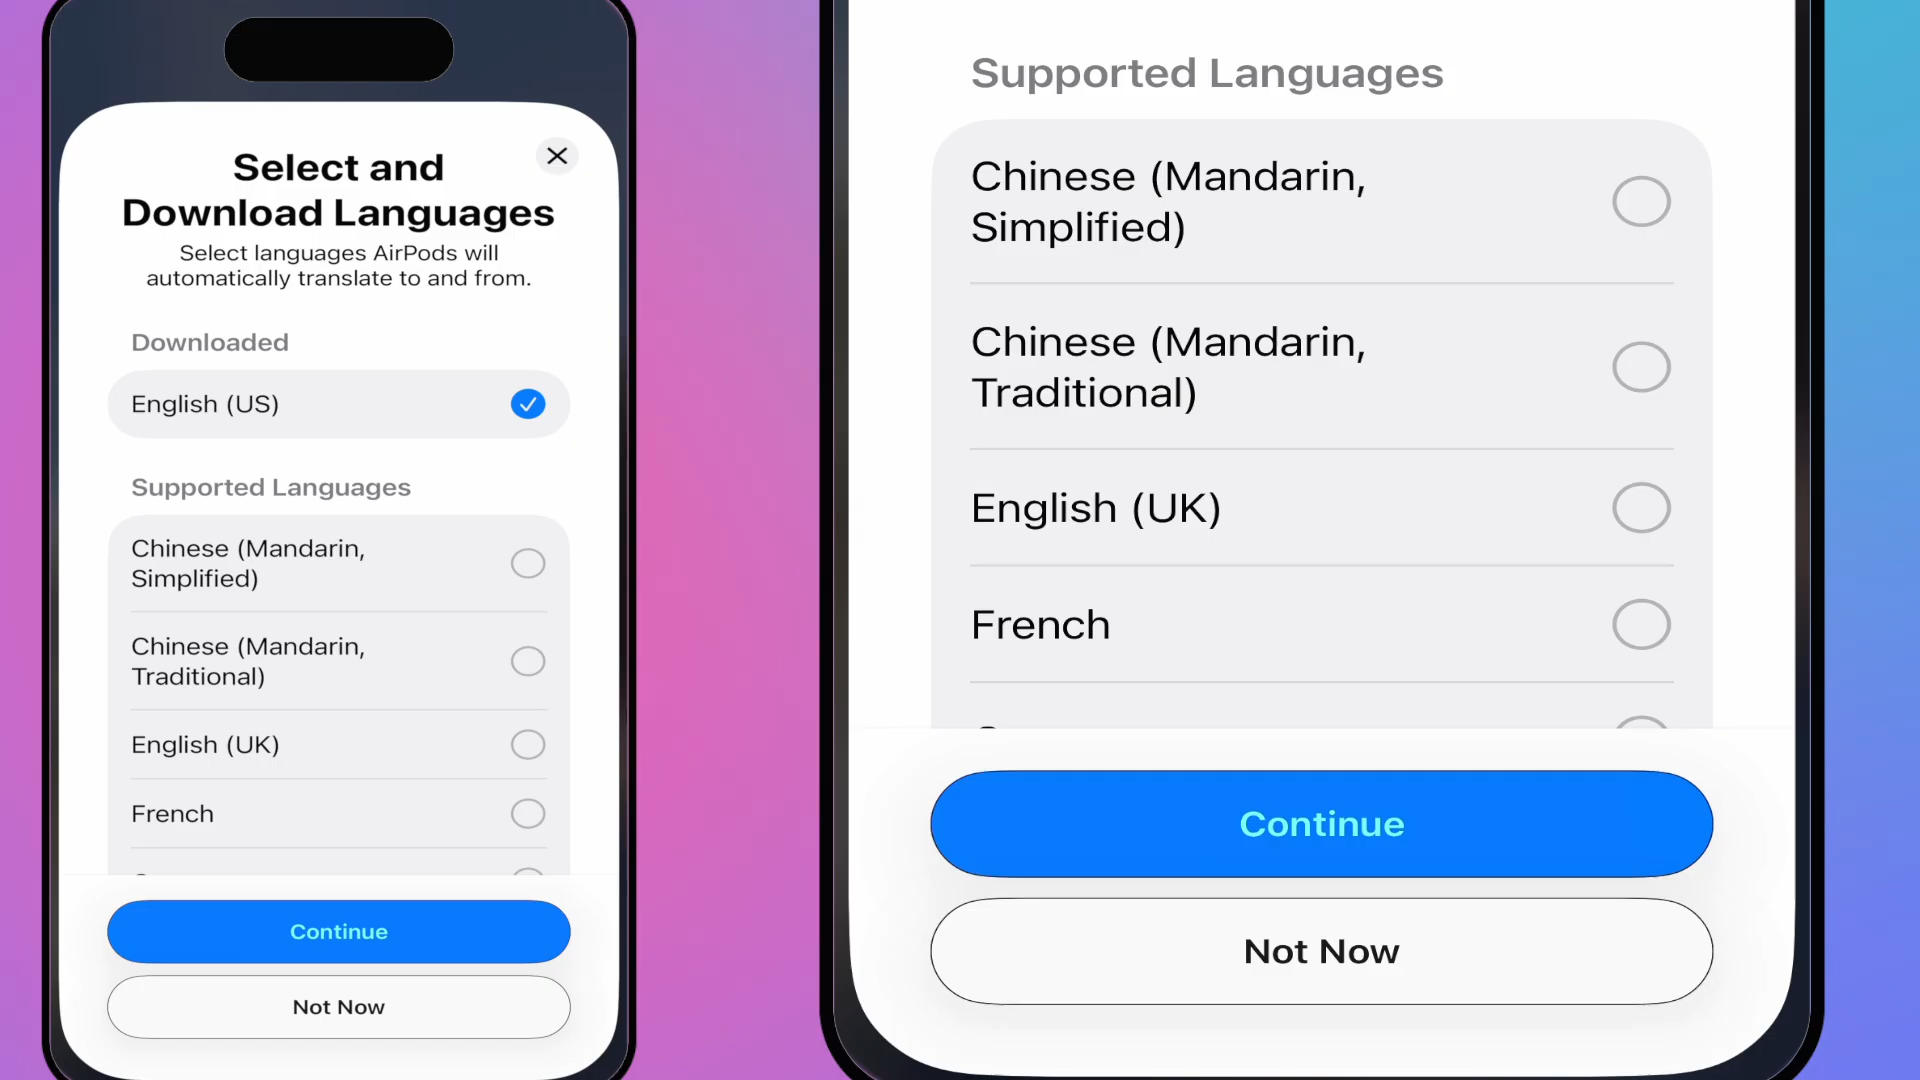 Select and
Download Languages
Select languages AirPods will
automatically translate to and from.
Downloaded
English (US)
Supported Languages
Chinese (Mandarin,
Simplified)
Chinese (Mandarin,
Traditional)
English (UK)
French
Continue
Not Now
Supported Languages
Chinese (Mandarin,
Simplified)
Chinese (Mandarin,
Traditional)
English (UK)
French
Continue
Not Now